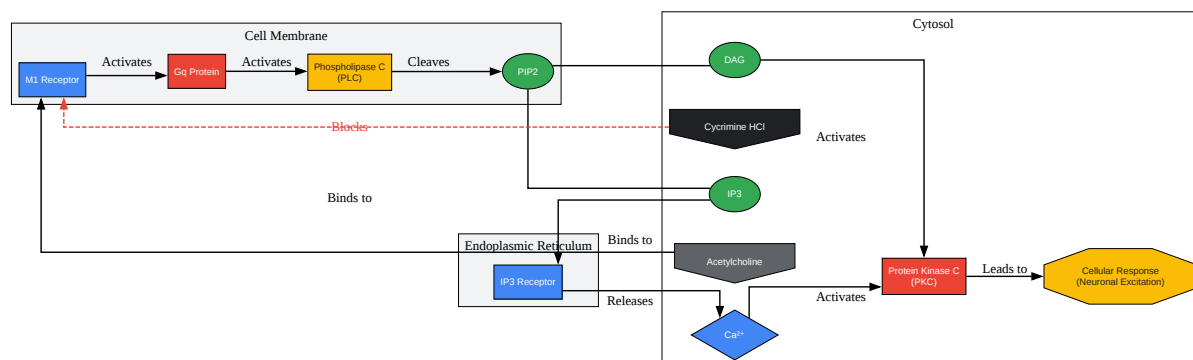 Cell Membrane
Cytosol
M1 Receptor
Activates
Gq Protein
Activates
Phospholipase C
(PLC)
Cleaves
PIP2
DAG
Blocks
Cycrimine HCl
Activates
Binds to
IP3
Endoplasmic Reticulum
Binds to
Acetylcholine
IP3 Receptor
Releases
Ca²⁺
Activates
Protein Kinase C
(PKC)
Leads to
Cellular Response
(Neuronal Excitation)